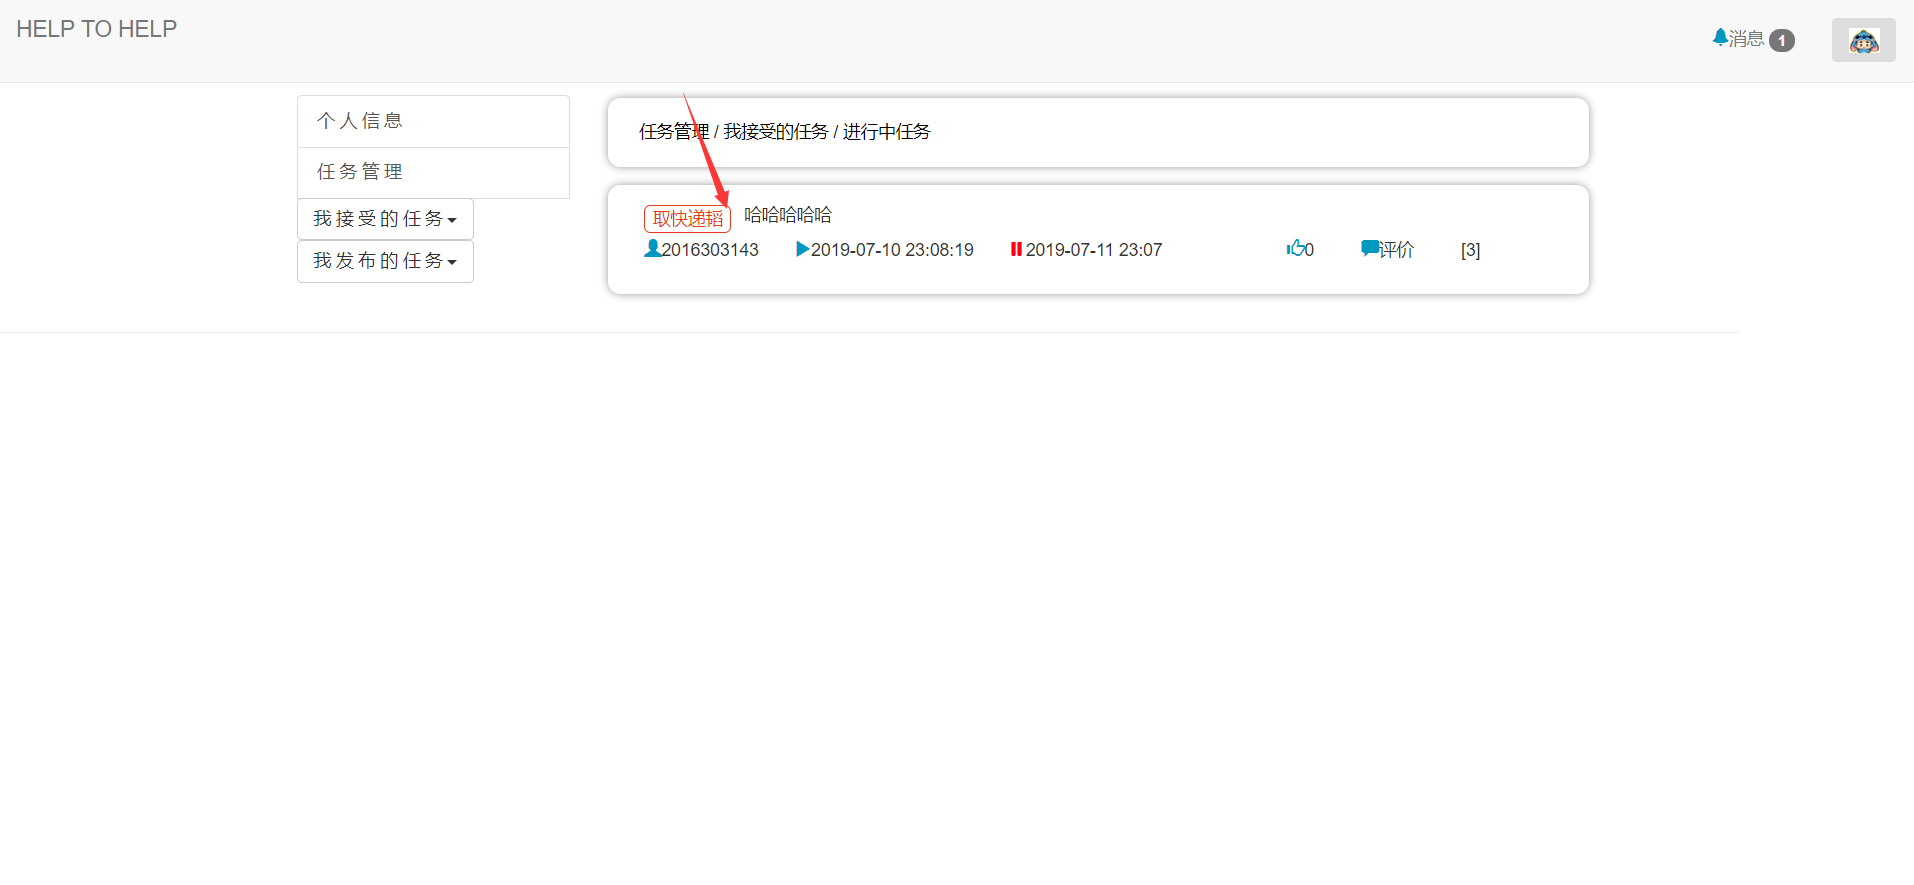 HELP TO HELP
消息 1
个人信息
任务管理
我接受的任务
我发布的任务
任务管理 / 我接受的任务 / 进行中任务
取快递韬 哈哈哈哈哈
2016303143 2019-07-10 23:08:19 2019-07-11 23:07 0 评价 [3]